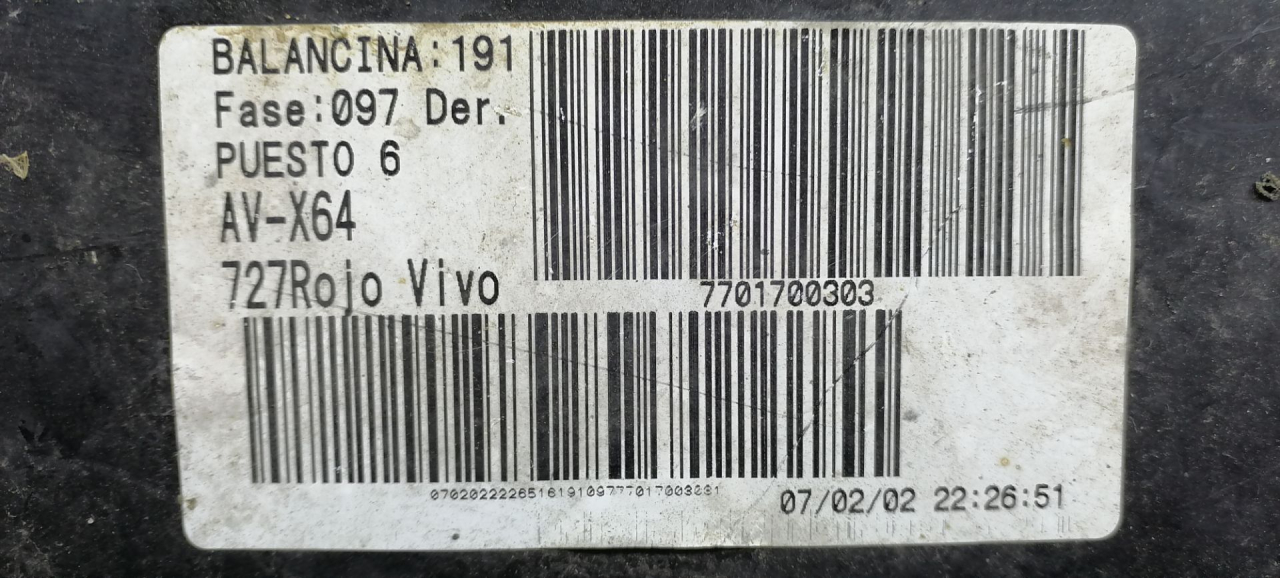 BALANCINA:191
Fase:097 Der.
PUESTO 6
AV-X64
727Rojo Vivo
7701700303
07/02/02 22:26:51